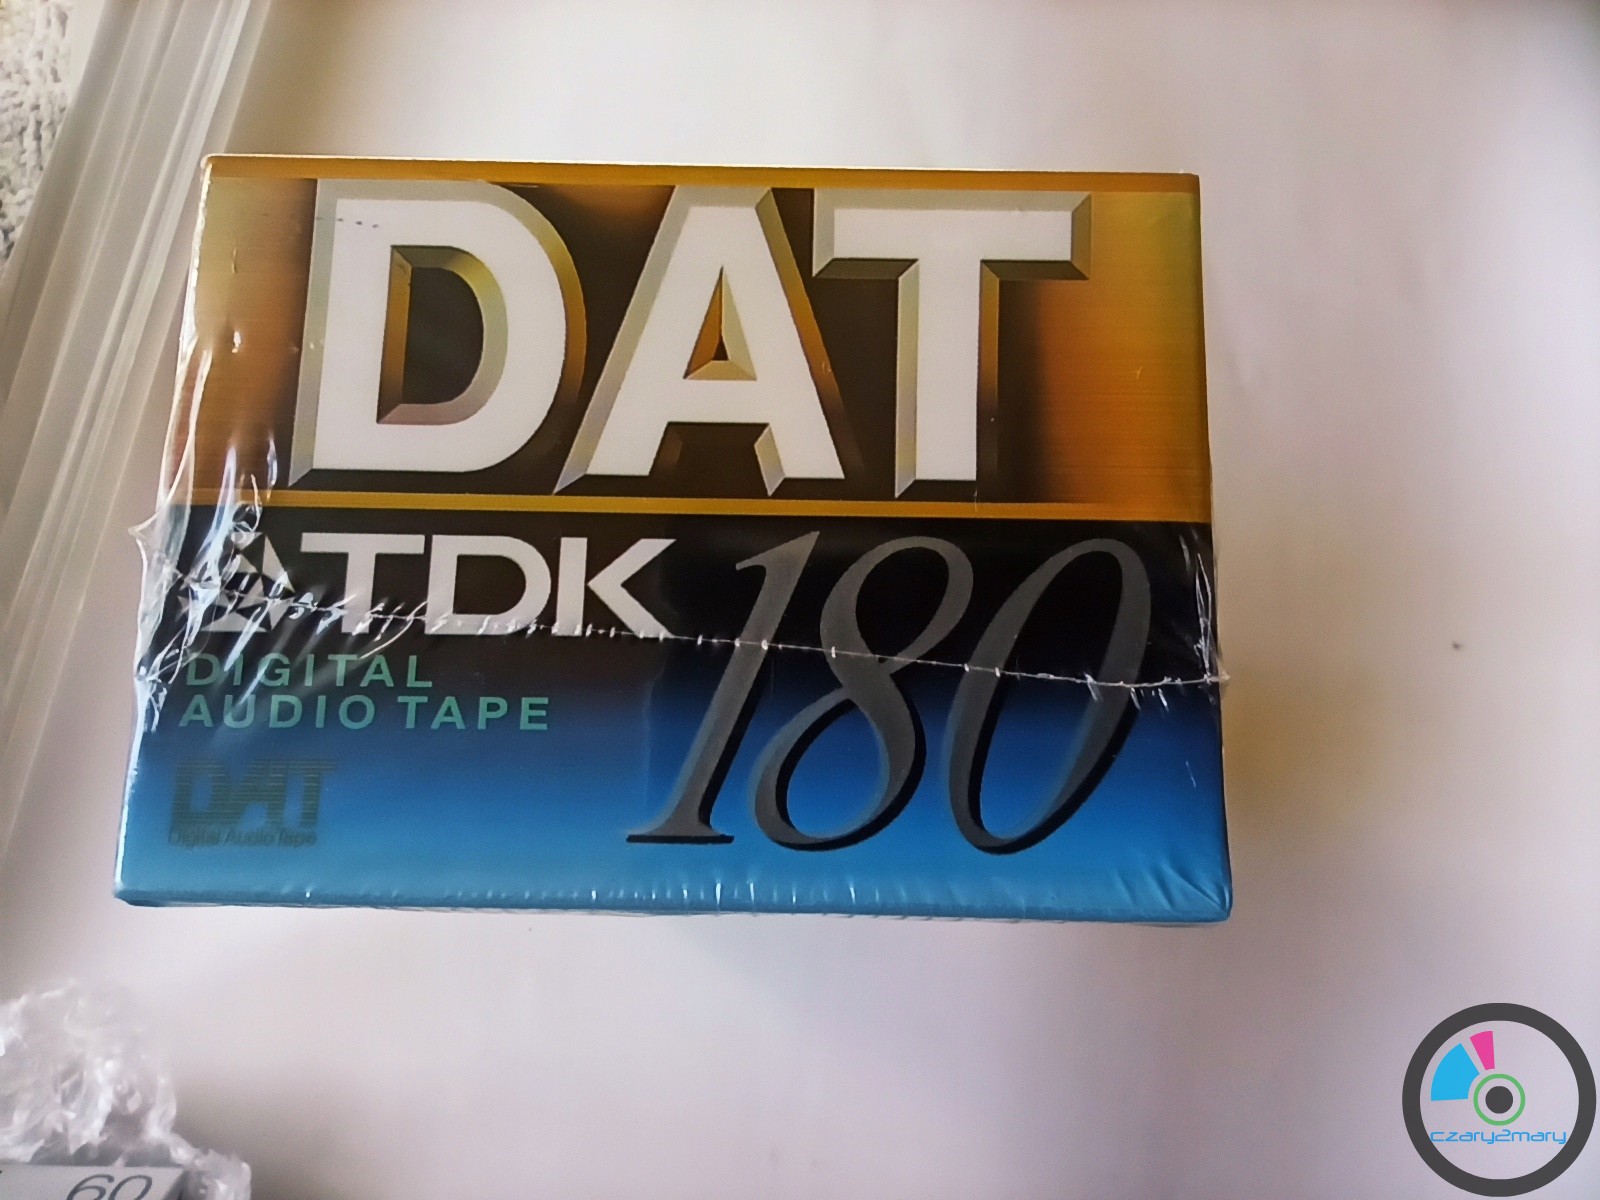 DAT
TDK 180
DIGITAL
AUDIO TAPE
DAT
Digital Audio Tape
60
czary2mary